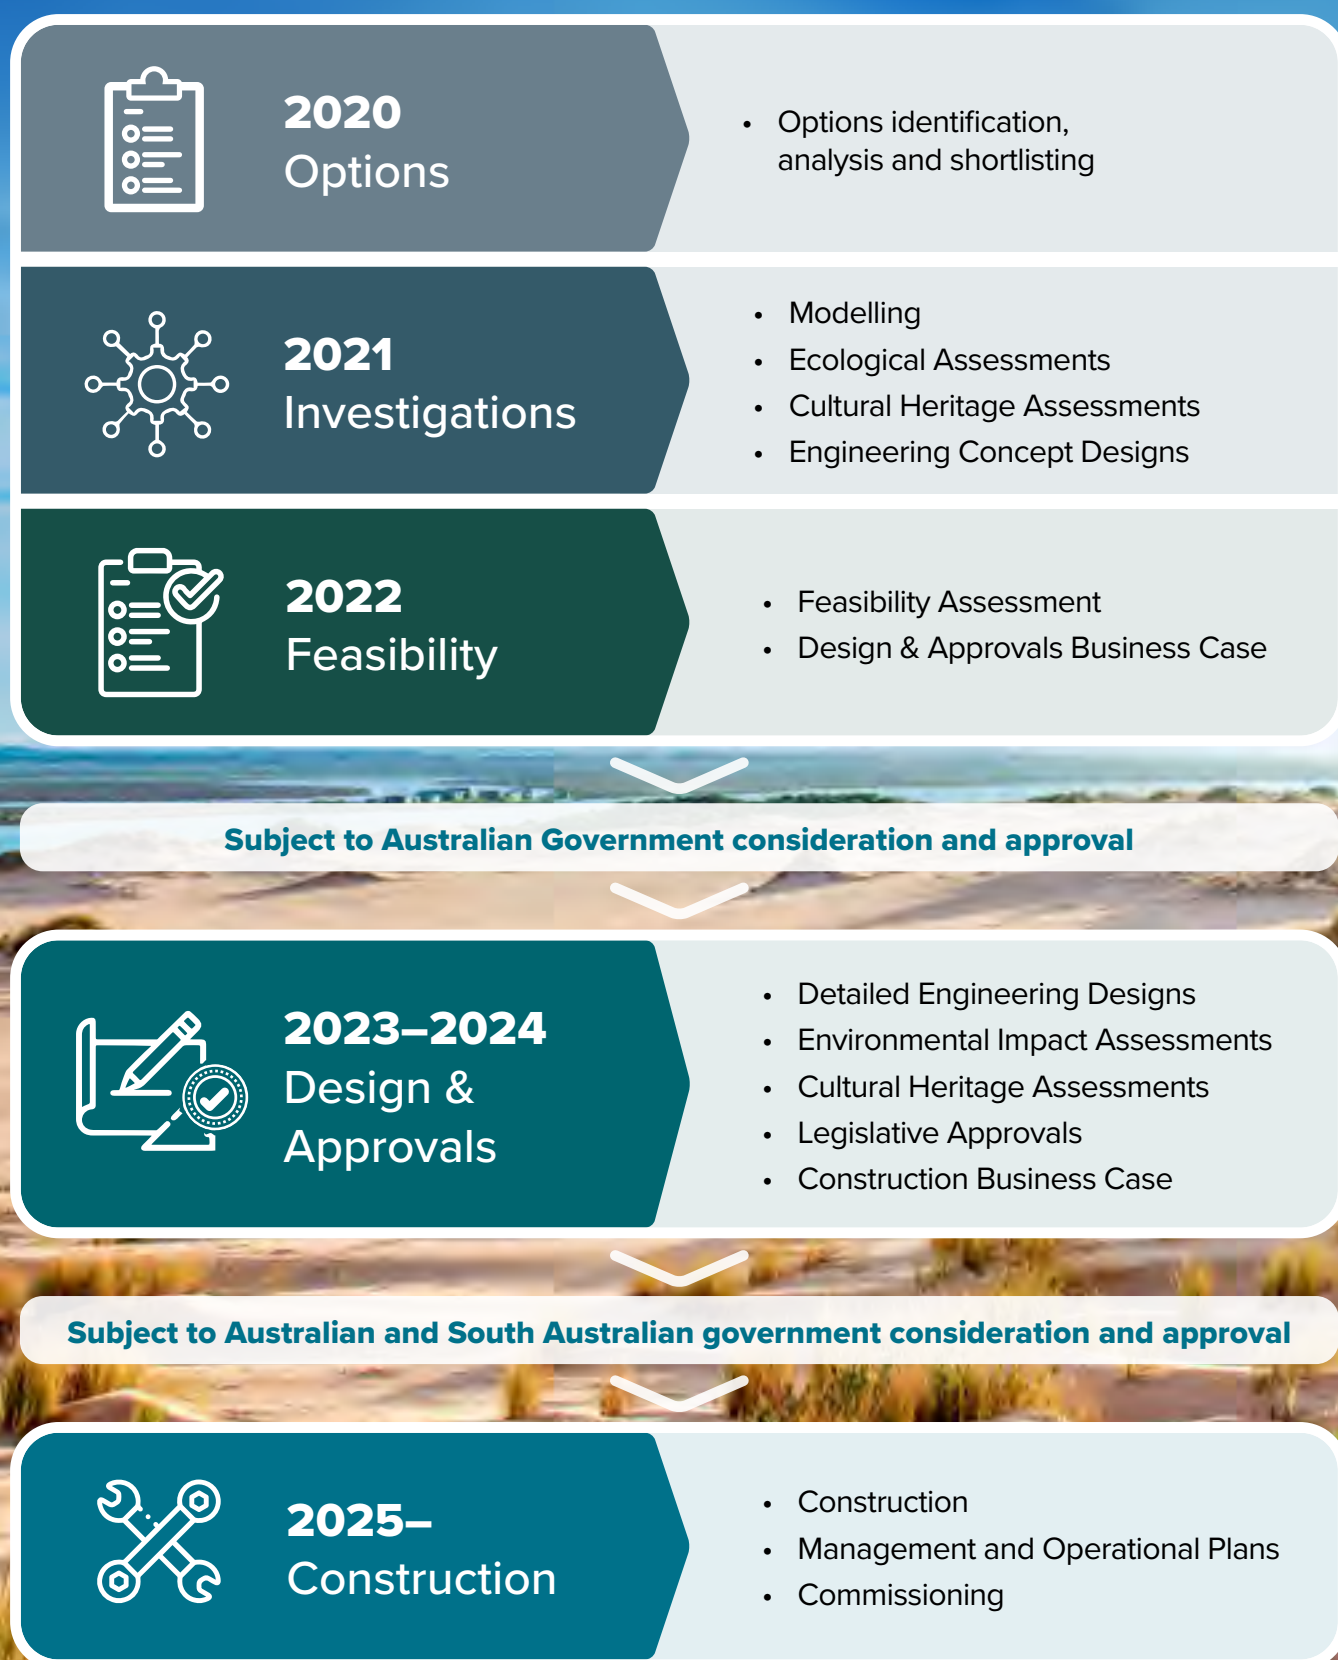 2020
Options
• Options identification,
analysis and shortlisting
2021
Investigations
• Modelling
• Ecological Assessments
• Cultural Heritage Assessments
• Engineering Concept Designs
2022
Feasibility
• Feasibility Assessment
• Design & Approvals Business Case
Subject to Australian Government consideration and approval
2023–2024
Design &
Approvals
• Detailed Engineering Designs
• Environmental Impact Assessments
• Cultural Heritage Assessments
• Legislative Approvals
• Construction Business Case
Subject to Australian and South Australian government consideration and approval
2025–
Construction
• Construction
• Management and Operational Plans
• Commissioning